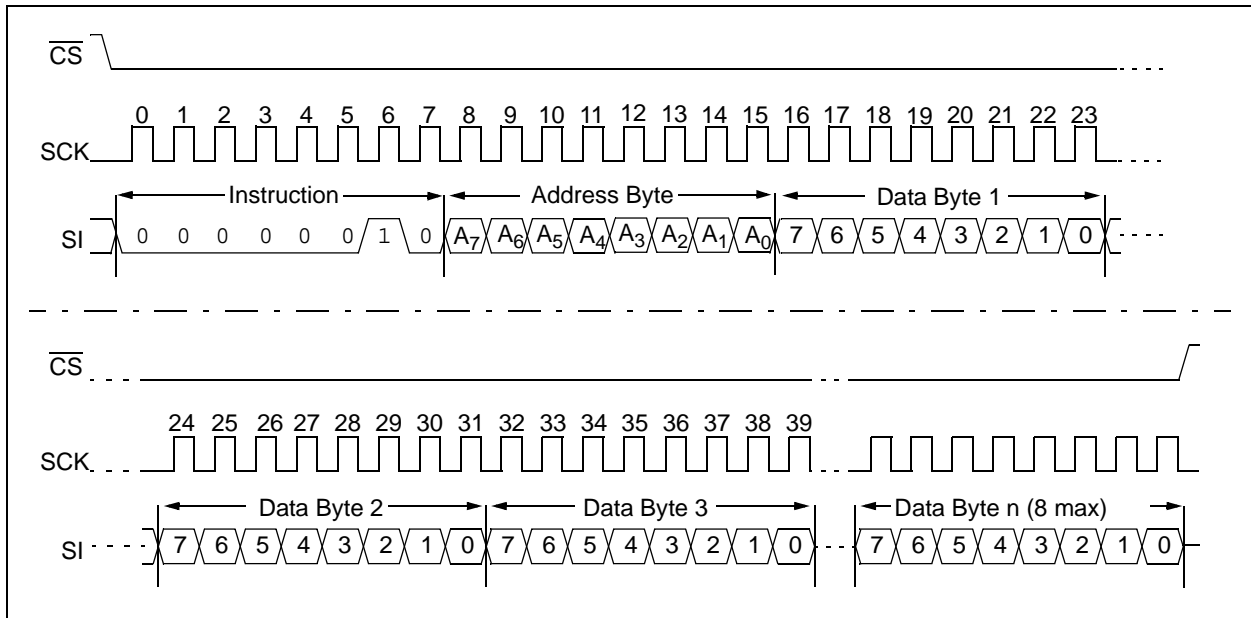 CS
0 1 2 3 4 5 6 7 8 9 10 11 12 13 14 15 16 17 18 19 20 21 22 23
SCK
Instruction Address Byte Data Byte 1
SI 0 0 0 0 0 0 1 0 A7 A6 A5 A4 A3 A2 A1 A0 7 6 5 4 3 2 1 0
CS
24 25 26 27 28 29 30 31 32 33 34 35 36 37 38 39
SCK
Data Byte 2 Data Byte 3 Data Byte n (8 max)
SI 7 6 5 4 3 2 1 0 7 6 5 4 3 2 1 0 7 6 5 4 3 2 1 0